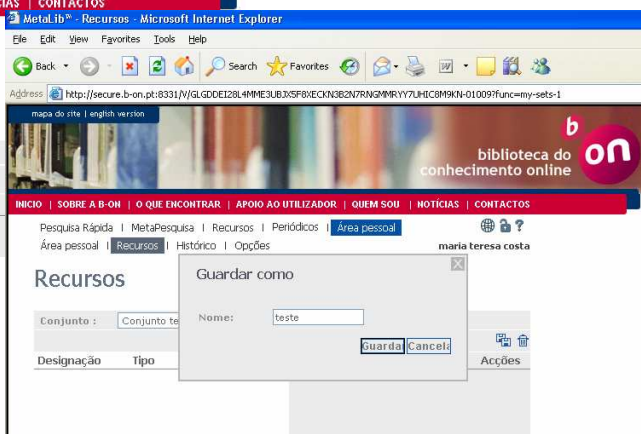 IAS | CONTACTOS
MetaLib™ - Recursos - Microsoft Internet Explorer
File Edit View Favorites Tools Help
Back Search Favorites
Address http://secure.b-on.pt:8331/V/GLGDDEI28L4MME3UBJX5F8XECKN3B2N7RNGMMRYY7UHIC8M9KN-01009?func=my-sets-1
mapa do site | english version
b on
biblioteca do
conhecimento online
INICIO | SOBRE A B-ON | O QUE ENCONTRAR | APOIO AO UTILIZADOR | QUEM SOU | NOTÍCIAS | CONTACTOS
Pesquisa Rápida | MetaPesquisa | Recursos | Periódicos | Área pessoal ?
Área pessoal | Recursos | Histórico | Opções maria teresa costa
Recursos
Guardar como
Conjunto : Conjunto te
Nome: teste
Guarda Cancela
Designação Tipo Acções